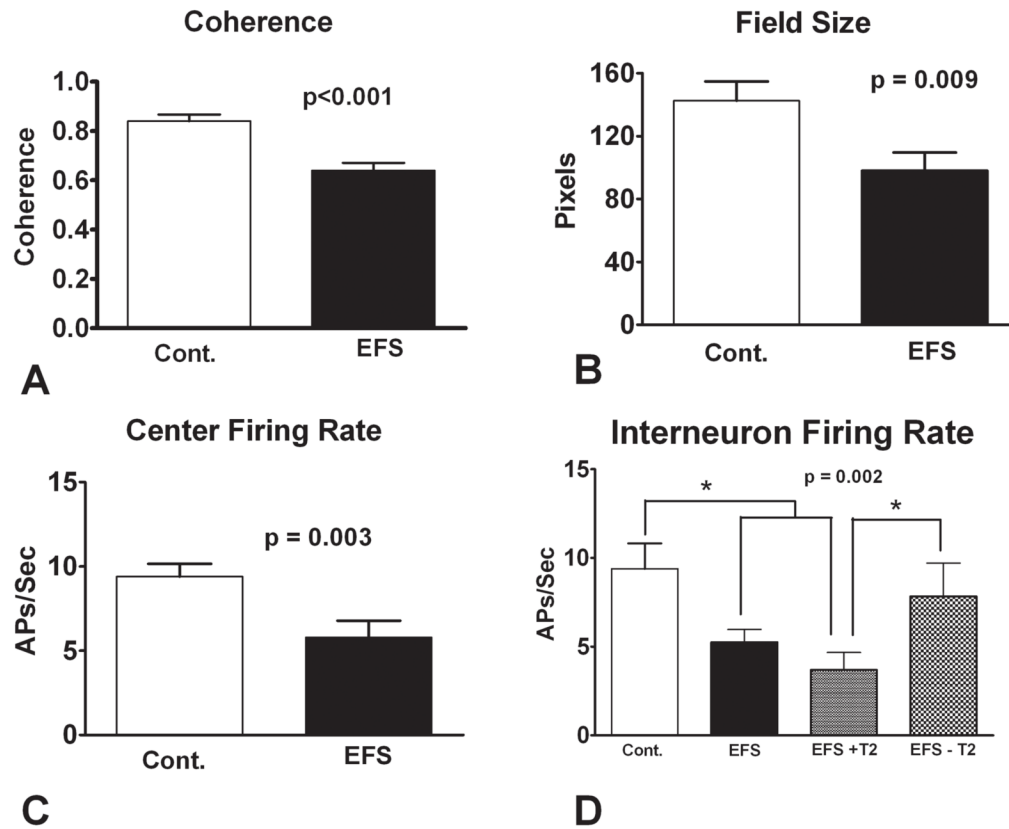 Coherence
p<0.001
Coherence
1.0
0.8
0.6
0.4
0.2
0.0
Cont.
EFS
A
Field Size
p = 0.009
Pixels
160
120
80
40
0
Cont.
EFS
B
Center Firing Rate
p = 0.003
APs/Sec
15
10
5
0
Cont.
EFS
C
Interneuron Firing Rate
p = 0.002
*
*
APs/Sec
15
10
5
0
Cont.
EFS
EFS +T2
EFS - T2
D